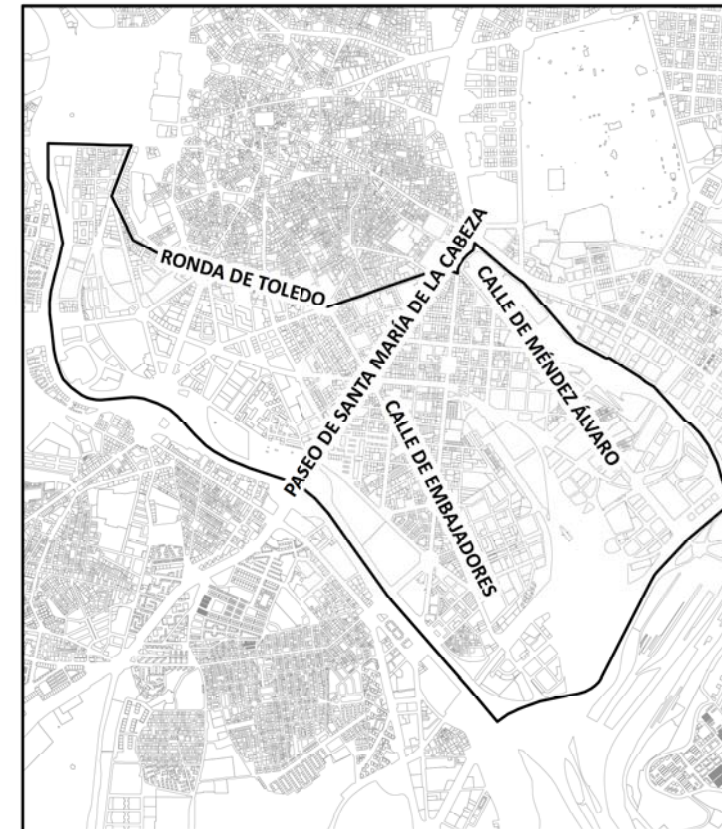 RONDA DE TOLEDO
PASEO DE SANTA MARÍA DE LA CABEZA
CALLE DE MÉNDEZ ÁLVARO
CALLE DE EMBAJADORES